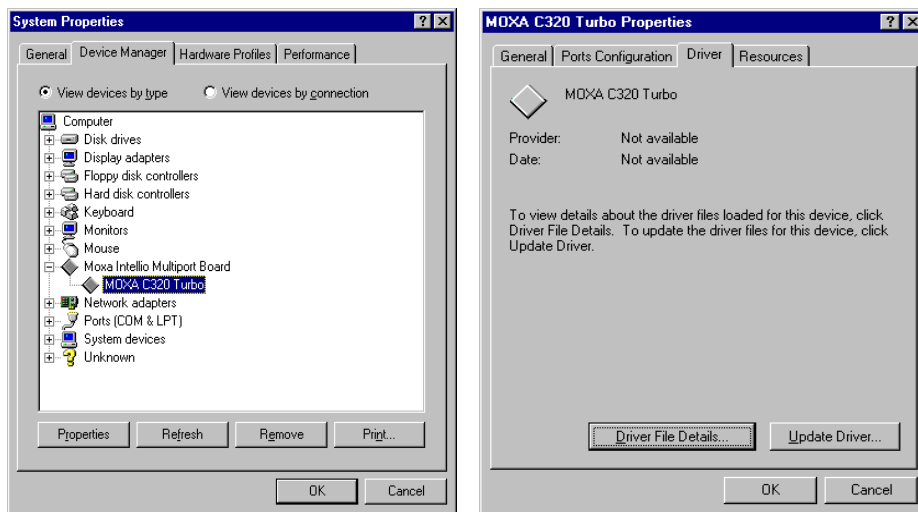 System Properties
General Device Manager Hardware Profiles Performance
View devices by type View devices by connection
Computer
Disk drives
Display adapters
Floppy disk controllers
Hard disk controllers
Keyboard
Monitors
Mouse
Moxa Intellio Multiport Board
MOXA C320 Turbo
Network adapters
Ports (COM & LPT)
System devices
Unknown
Properties Refresh Remove Print...
OK Cancel
MOXA C320 Turbo Properties
General Ports Configuration Driver Resources
MOXA C320 Turbo
Provider: Not available
Date: Not available
To view details about the driver files loaded for this device, click
Driver File Details. To update the driver files for this device, click
Update Driver.
Driver File Details... Update Driver...
OK Cancel